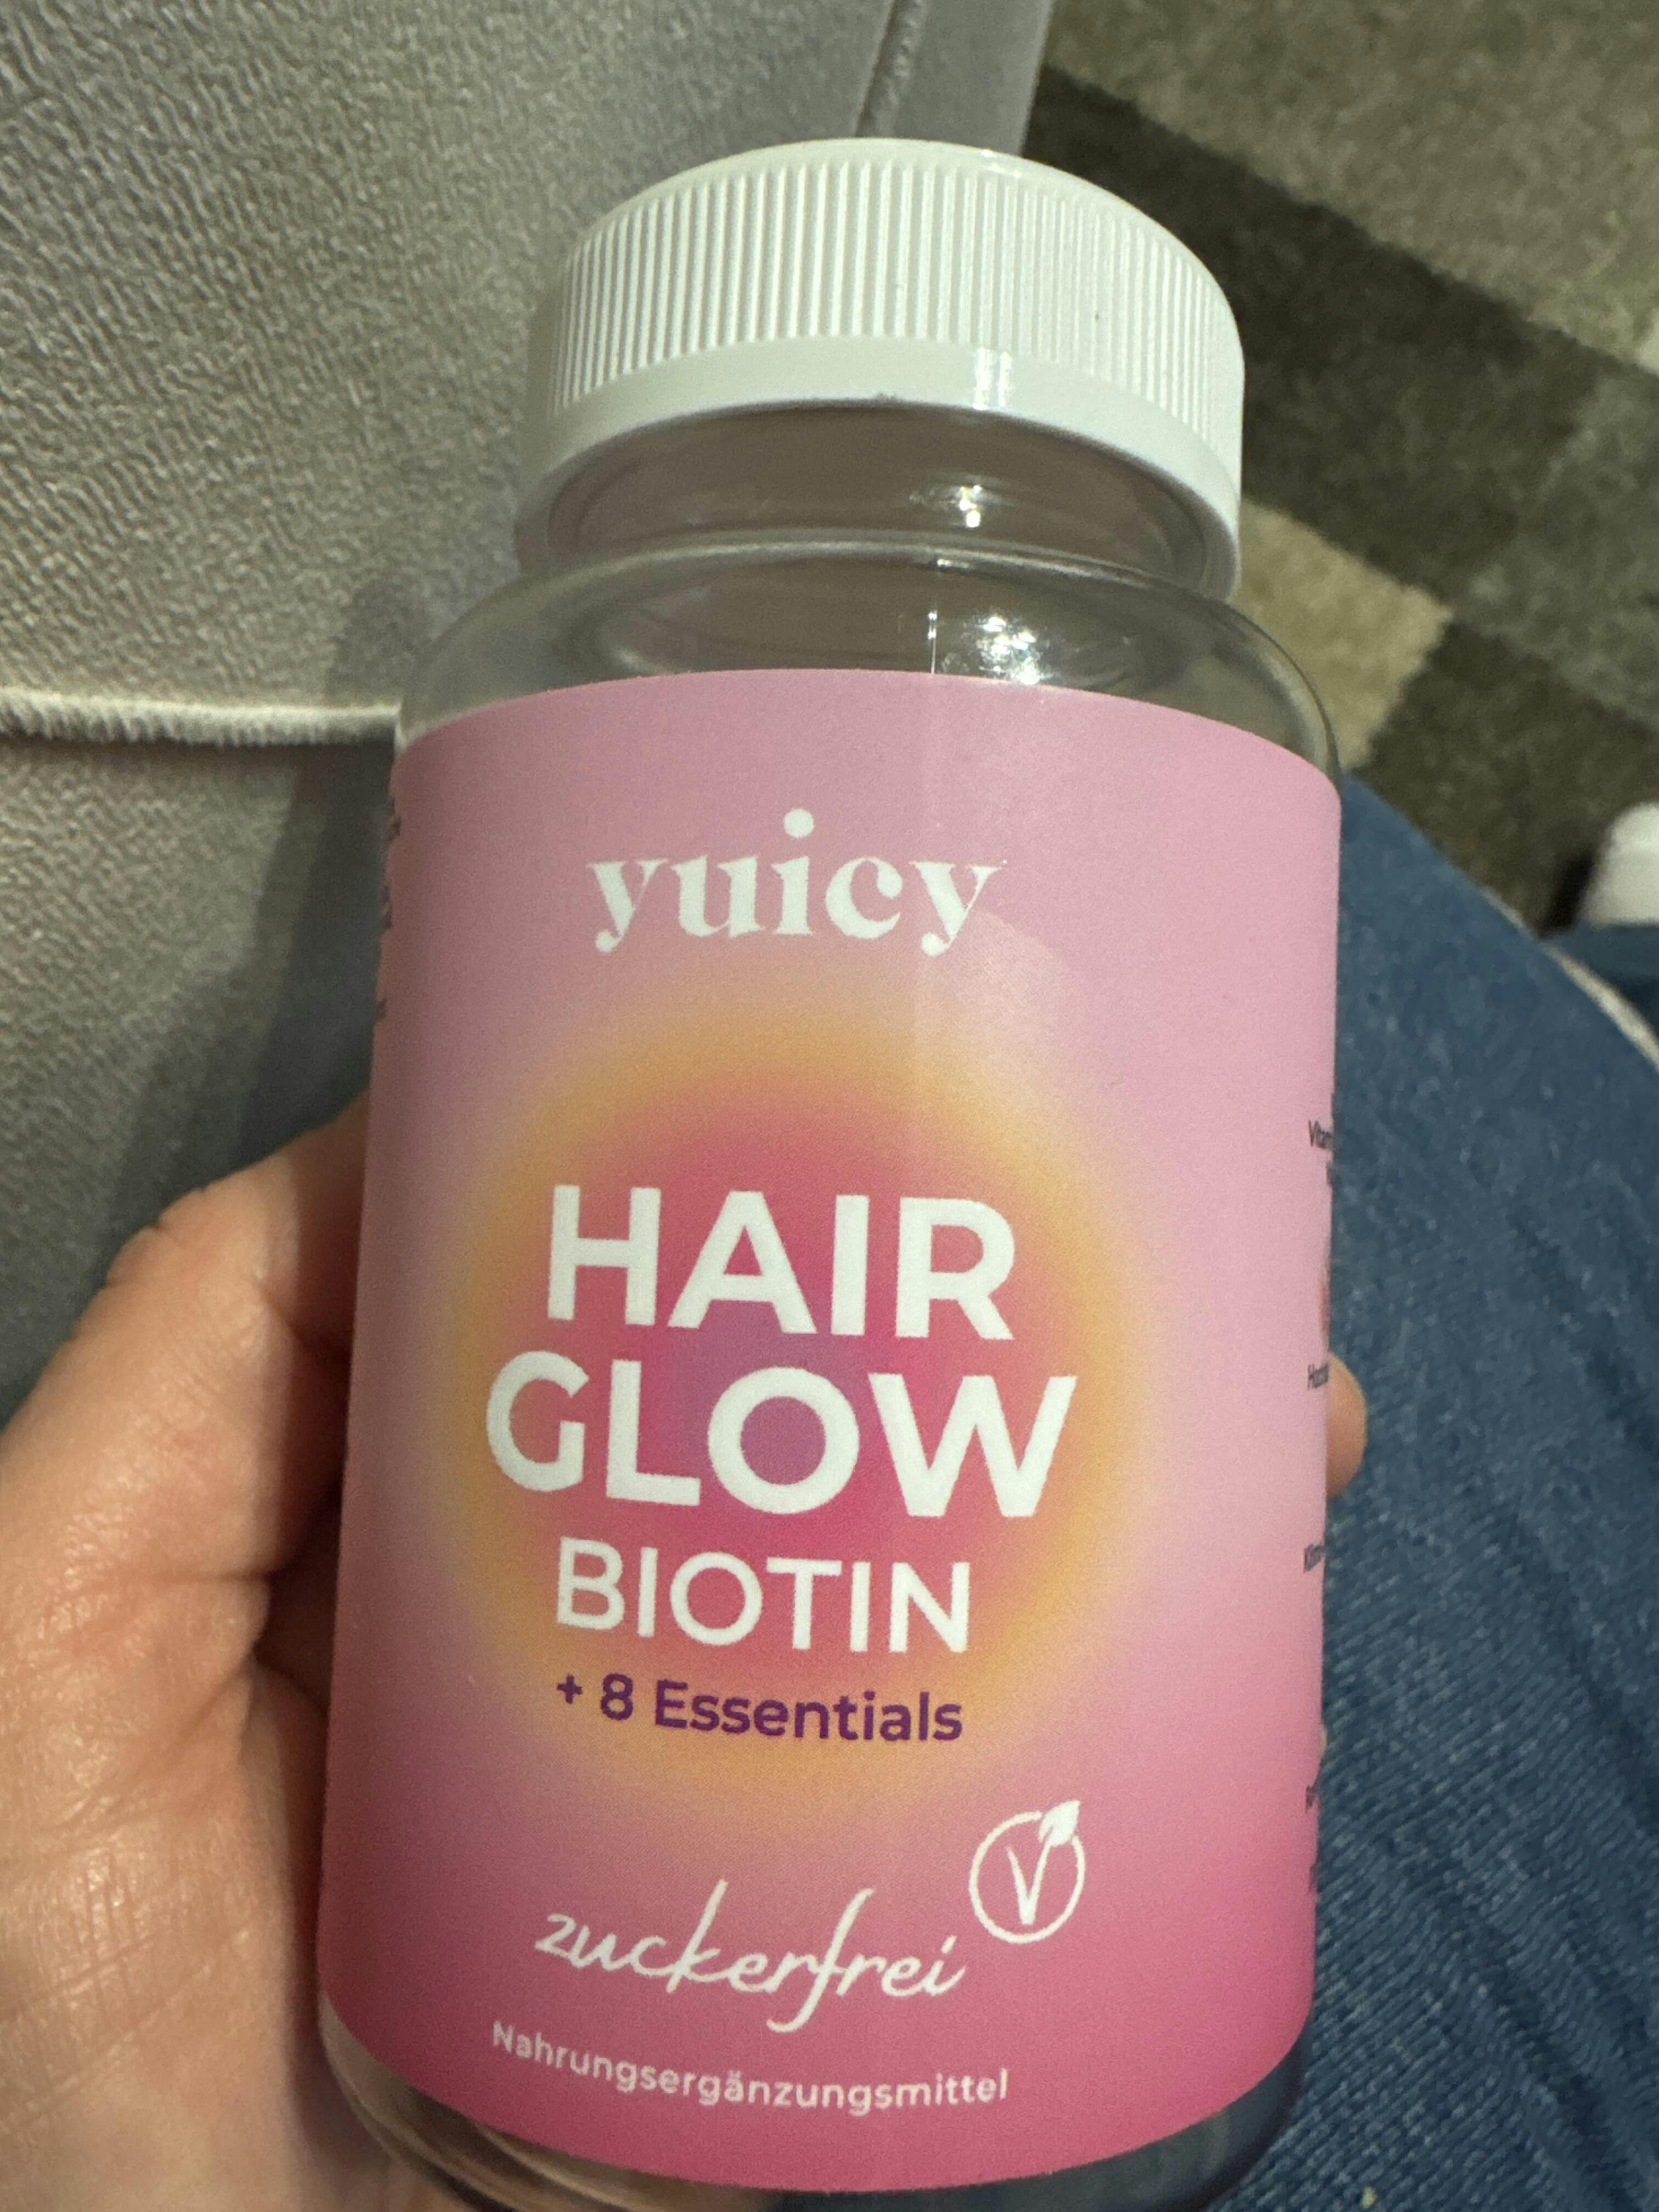 yuicy
HAIR
GLOW
BIOTIN
+ 8 Essentials
V
zuckerfrei
Nahrungsergänzungsmittel